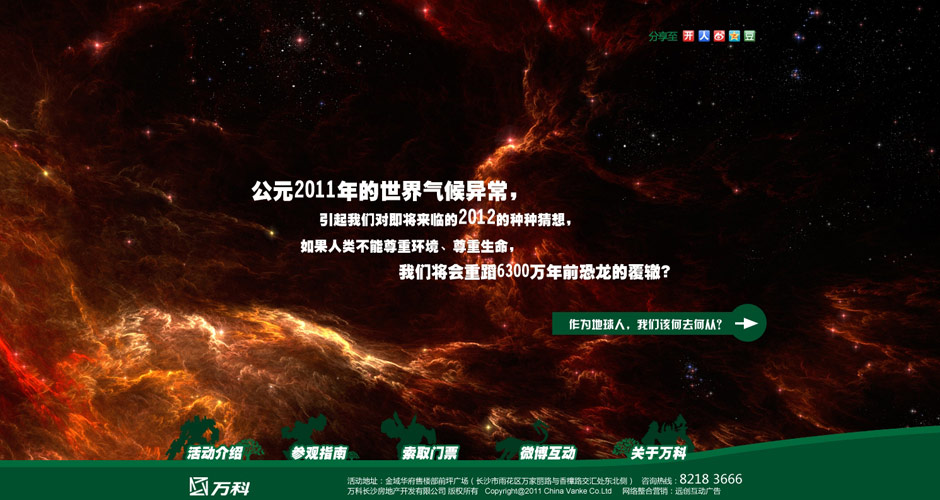 分享至 开 人 豆
公元2011年的世界气候异常，
引起我们对即将来临的2012的种种猜想，
如果人类不能尊重环境、尊重生命，
我们将会重蹈6300万年前恐龙的覆辙？
作为地球人，我们该何去何从？
活动介绍 参观指南 索取门票 微博互动 关于万科
万科
活动地址：金域华府售楼部前坪广场（长沙市雨花区万家丽路与香樟路交汇处东北侧） 咨询热线：8218 3666
万科长沙房地产开发有限公司 版权所有 Copyright@2011 China Vanke Co.Ltd 网络整合营销：远创互动广告